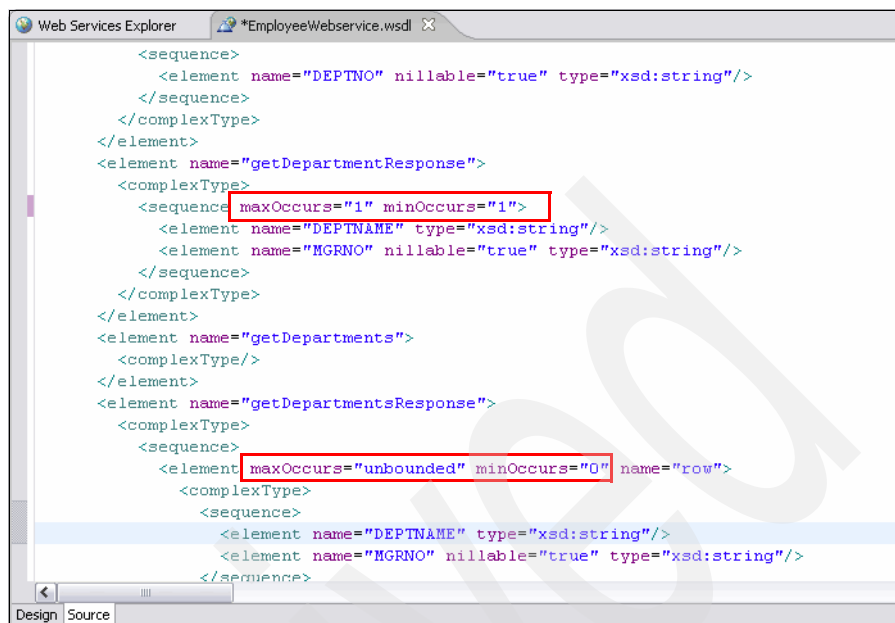 Web Services Explorer *EmployeeWebservice.wsdl
<sequence>
<element name="DEPTNO" nillable="true" type="xsd:string"/>
</sequence>
</complexType>
</element>
<element name="getDepartmentResponse">
<complexType>
<sequence maxOccurs="1" minOccurs="1">
<element name="DEPTNAME" type="xsd:string"/>
<element name="MGRNO" nillable="true" type="xsd:string"/>
</sequence>
</complexType>
</element>
<element name="getDepartments">
<complexType/>
</element>
<element name="getDepartmentsResponse">
<complexType>
<sequence>
<element maxOccurs="unbounded" minOccurs="0" name="row">
<complexType>
<sequence>
<element name="DEPTNAME" type="xsd:string"/>
<element name="MGRNO" nillable="true" type="xsd:string"/>
</sequence>
Design Source